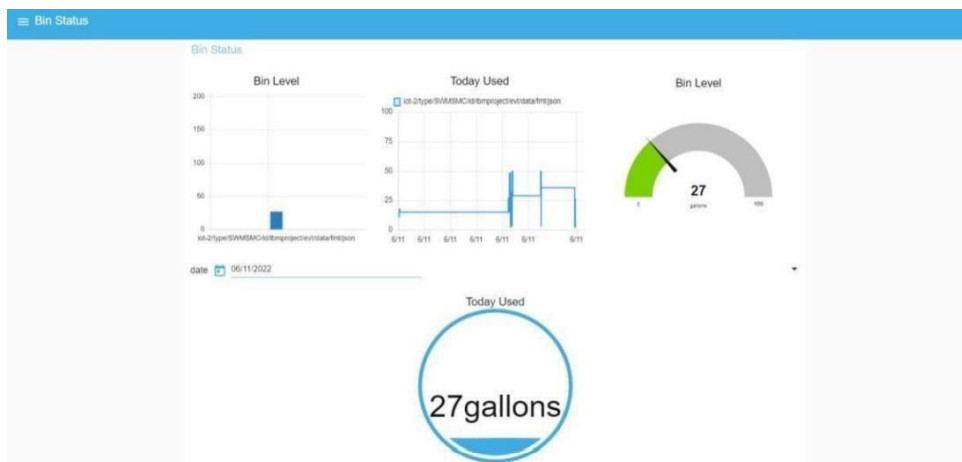 Bin Status
Bin Status
Bin Level
200
150
100
50
0
iot-2/type/SWMSMC/id/ibmproject/evt/data/fmt/json
Today Used
iot-2/type/SWMSMC/id/ibmproject/evt/data/fmt/json
100
75
50
25
0
6/11 6/11 6/11 6/11 6/11 6/11 6/11
Bin Level
27
gallons
0 100
date 06/11/2022
Today Used
27gallons